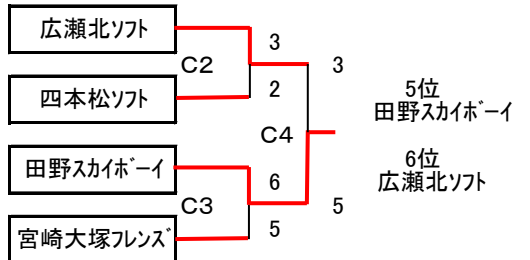 広瀬北ソフト
3
C2
3
四本松ソフト
2
5位
田野スカイボーイ
C4
田野スカイボーイ
6
6位
広瀬北ソフト
C3
5
宮崎大塚フレンズ
5